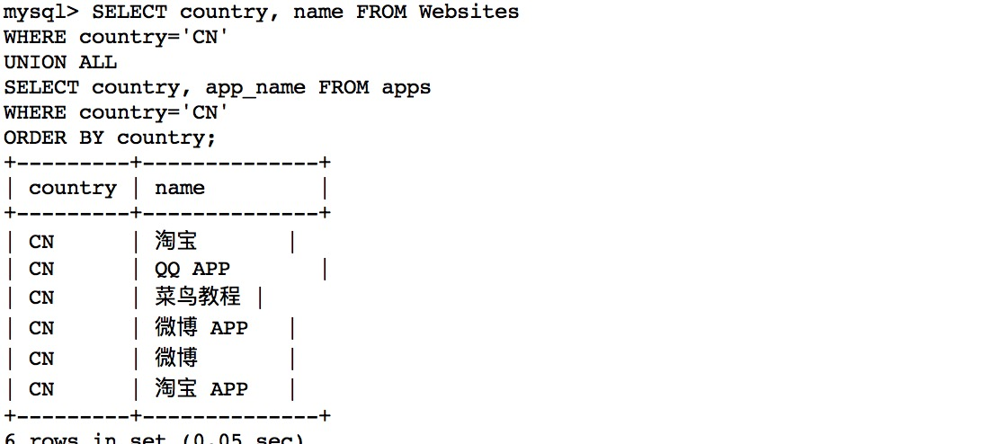 mysql> SELECT country, name FROM Websites
WHERE country='CN'
UNION ALL
SELECT country, app_name FROM apps
WHERE country='CN'
ORDER BY country;
+---------+--------------+
| country | name         |
+---------+--------------+
| CN      | 淘宝       |
| CN      | QQ APP       |
| CN      | 菜鸟教程 |
| CN      | 微博 APP   |
| CN      | 微博       |
| CN      | 淘宝 APP   |
+---------+--------------+
6 rows in set (0.05 sec)